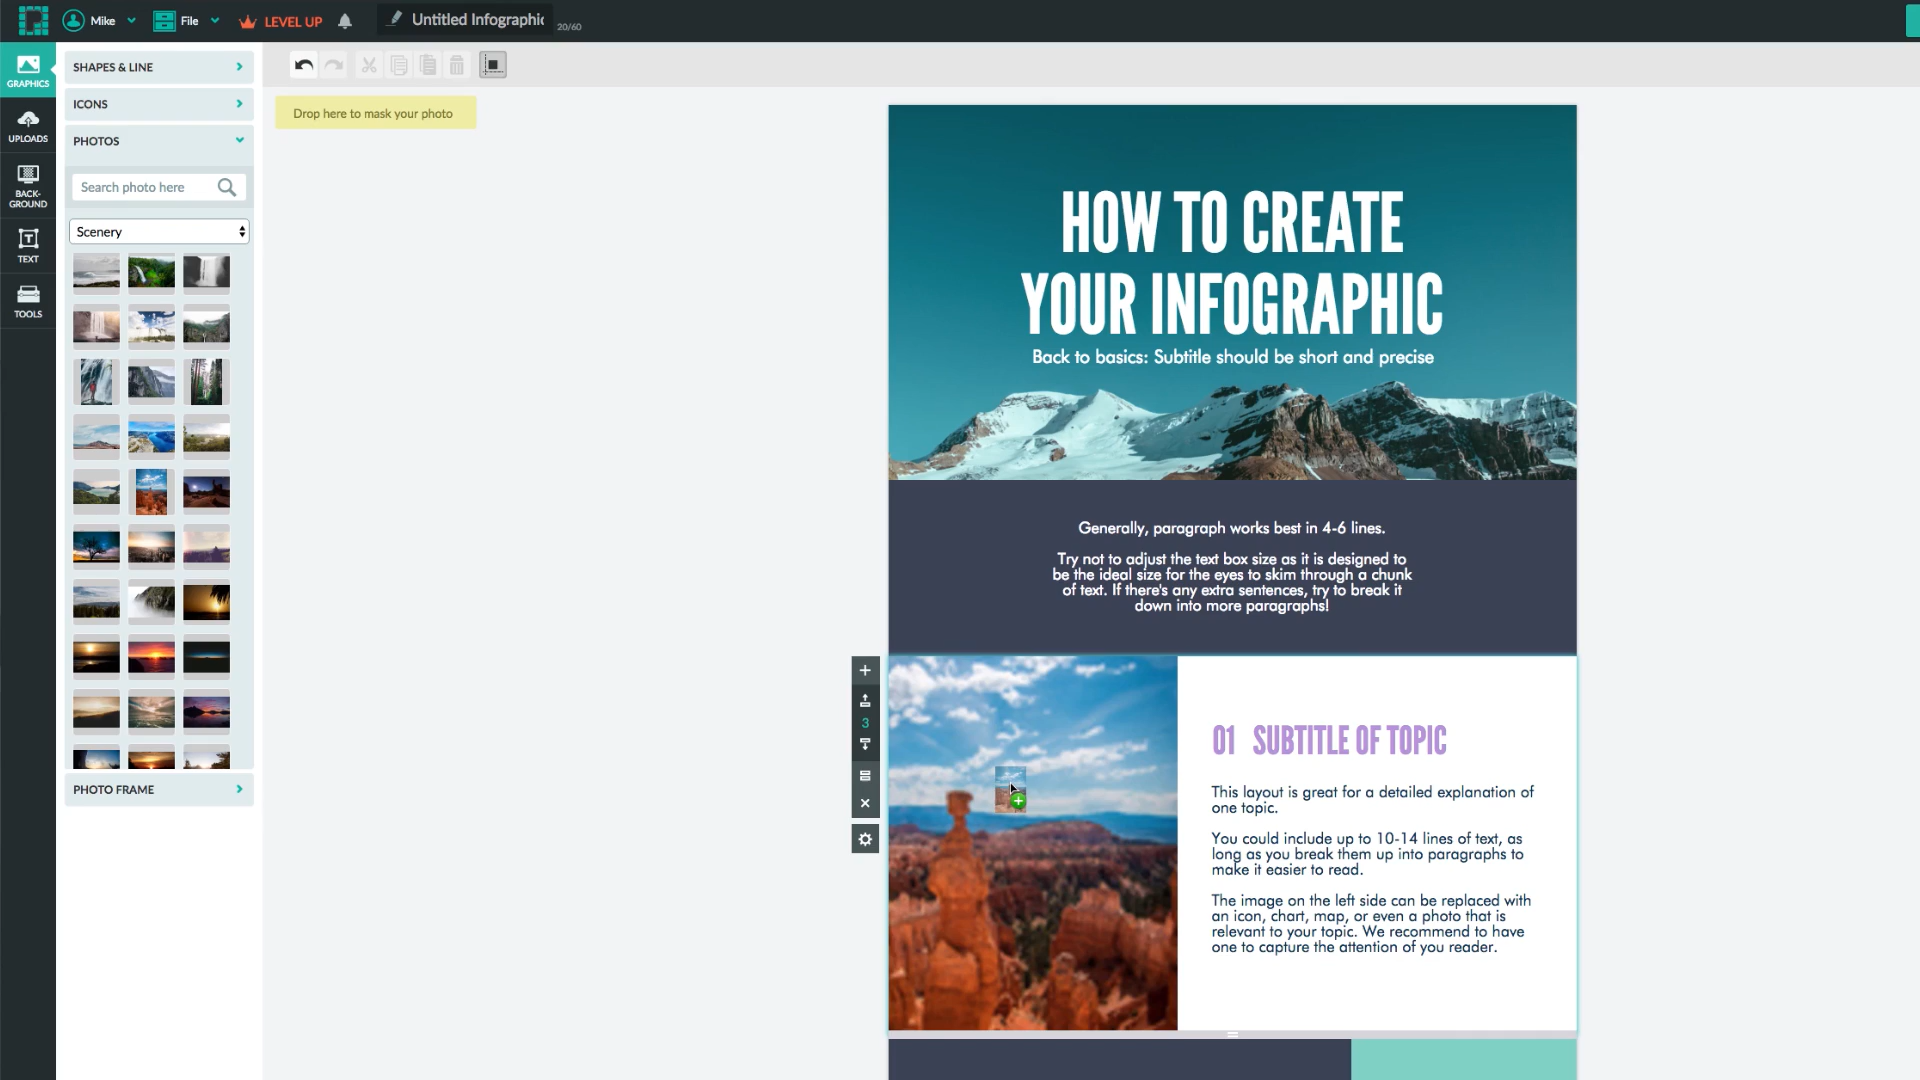 Mike
File
LEVEL UP
Untitled Infographic
20/60
GRAPHICS
UPLOADS
BACK-
GROUND
TEXT
TOOLS
SHAPES & LINE
ICONS
PHOTOS
Search photo here
Scenery
PHOTO FRAME
Drop here to mask your photo
HOW TO CREATE
YOUR INFOGRAPHIC
Back to basics: Subtitle should be short and precise
Generally, paragraph works best in 4-6 lines.
Try not to adjust the text box size as it is designed to
be the ideal size for the eyes to skim through a chunk
of text. If there's any extra sentences, try to break it
down into more paragraphs!
3
01 SUBTITLE OF TOPIC
This layout is great for a detailed explanation of
one topic.
You could include up to 10-14 lines of text, as
long as you break them up into paragraphs to
make it easier to read.
The image on the left side can be replaced with
an icon, chart, map, or even a photo that is
relevant to your topic. We recommend to have
one to capture the attention of you reader.